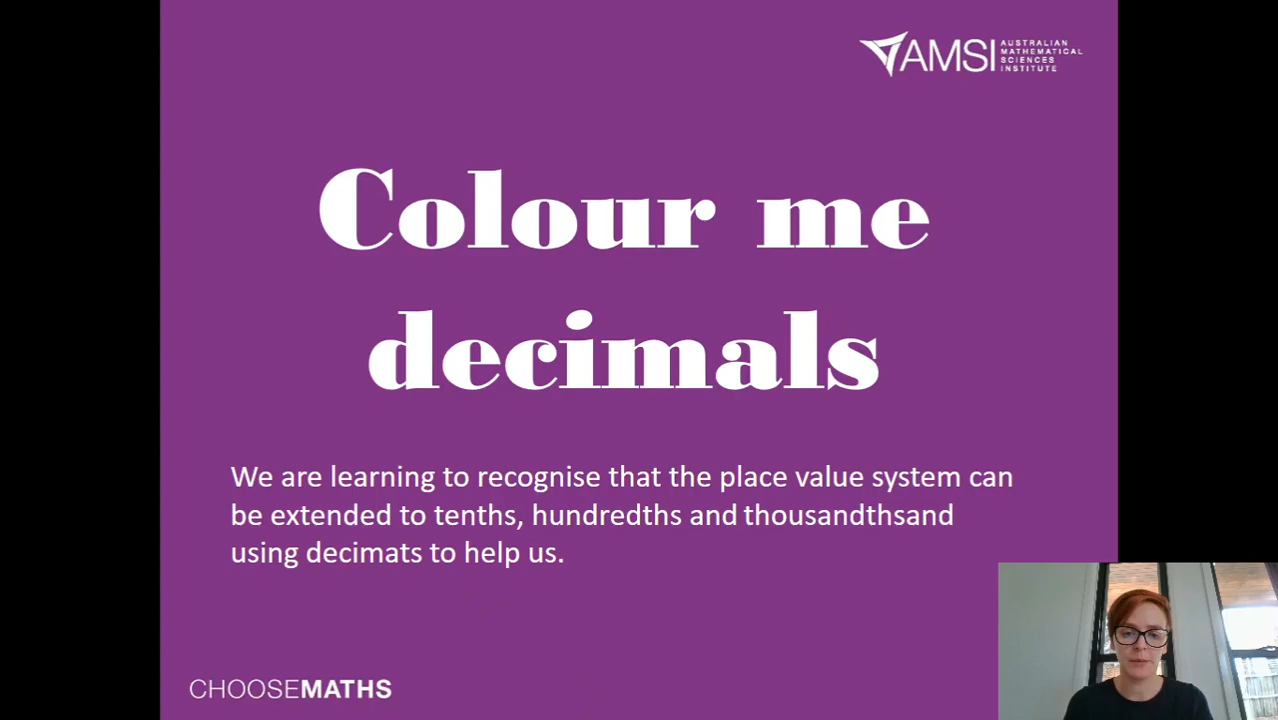 AMSI
AUSTRALIAN
MATHEMATICAL
SCIENCES
INSTITUTE
Colour me
decimals
We are learning to recognise that the place value system can
be extended to tenths, hundredths and thousandthsand
using decimats to help us.
CHOOSEMATHS